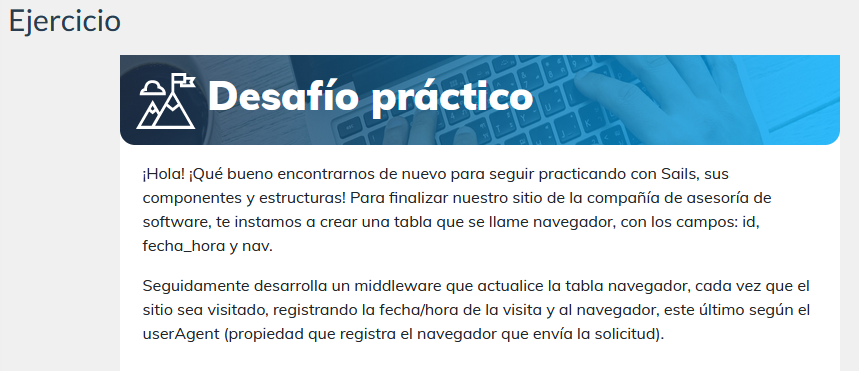 Ejercicio
Desafío práctico
¡Hola! ¡Qué bueno encontrarnos de nuevo para seguir practicando con Sails, sus
componentes y estructuras! Para finalizar nuestro sitio de la compañía de asesoría de
software, te instamos a crear una tabla que se llame navegador, con los campos: id,
fecha_hora y nav.
Seguidamente desarrolla un middleware que actualice la tabla navegador, cada vez que el
sitio sea visitado, registrando la fecha/hora de la visita y al navegador, este último según el
userAgent (propiedad que registra el navegador que envía la solicitud).